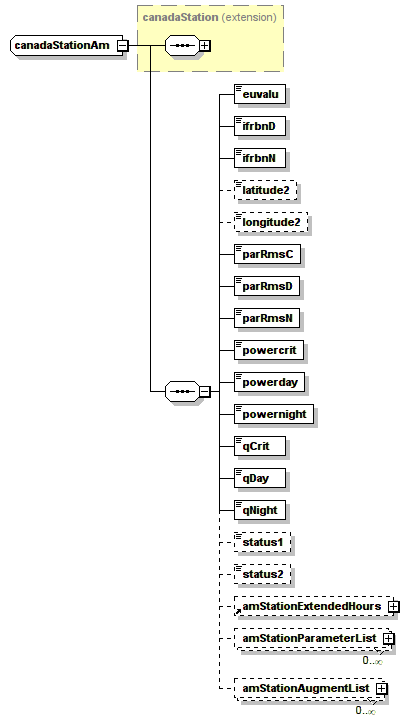 canadaStation (extension)
canadaStationAm
euvalu
ifrbnD
ifrbnN
latitude2
longitude2
parRmsC
parRmsD
parRmsN
powercrit
powerday
powernight
qCrit
qDay
qNight
status1
status2
amStationExtendedHours
amStationParameterList
0..∞
amStationAugmentList
0..∞